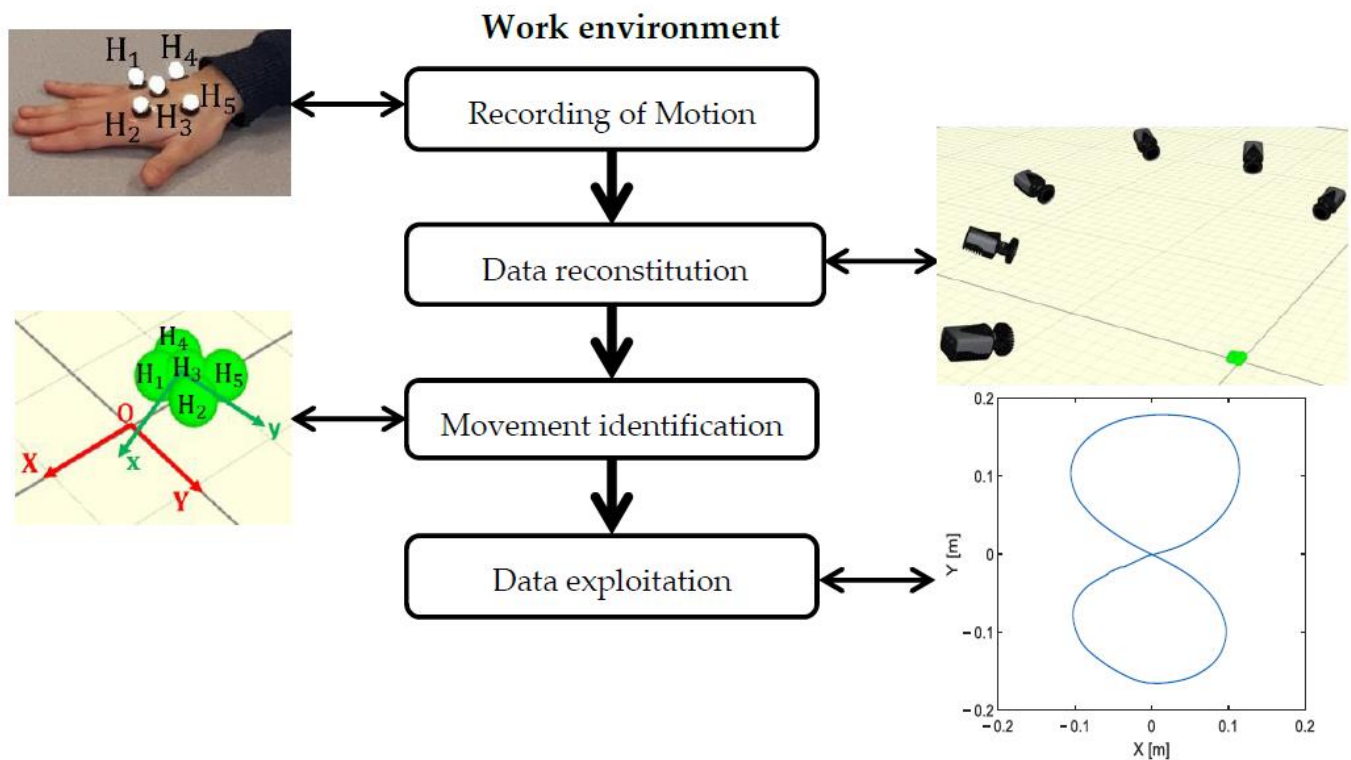 Work environment
H₁
H₄
H₂
H₃
H₅
Recording of Motion
Data reconstitution
H₄
H₁
H₃
H₅
H₂
O
X
x
Y
y
Movement identification
Data exploitation
0.2
0.1
0
−0.1
−0.2
Y [m]
−0.2
−0.1
0
0.1
0.2
X [m]